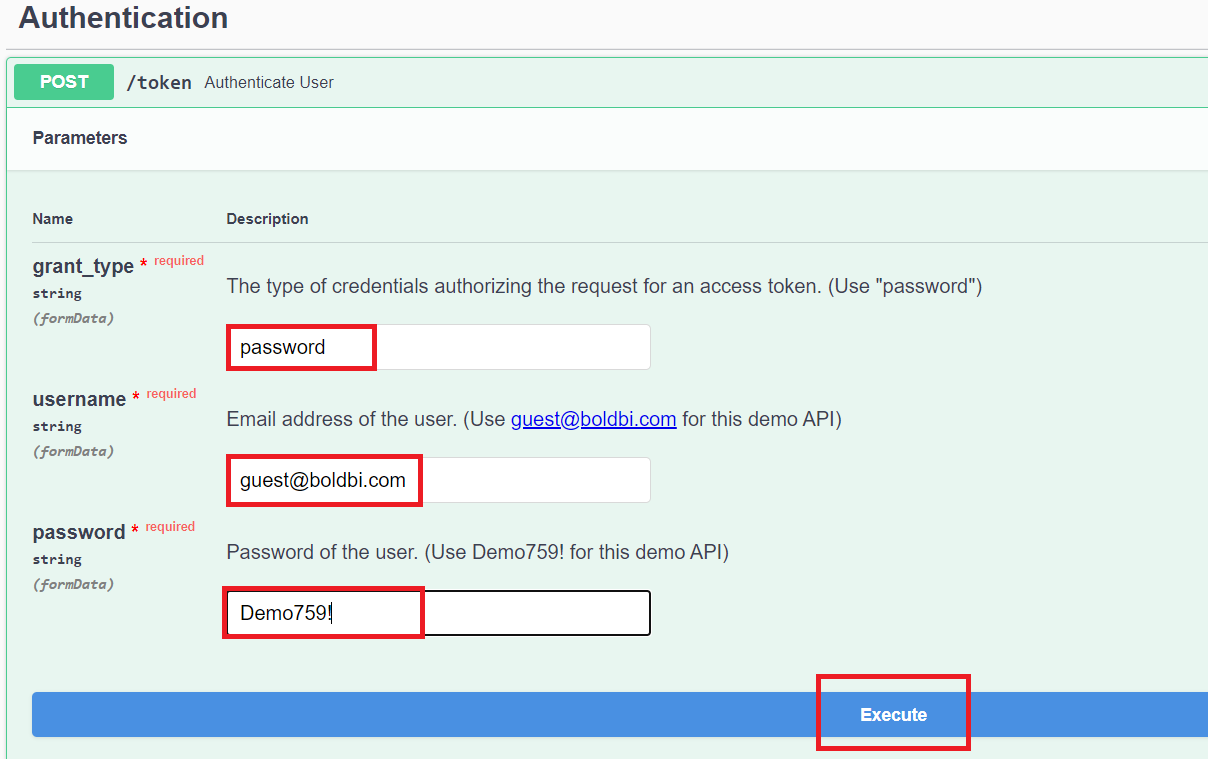 Authentication
POST /token Authenticate User
Parameters
Name Description
grant_type * required
string
(formData)
The type of credentials authorizing the request for an access token. (Use "password")
password
username * required
string
(formData)
Email address of the user. (Use guest@boldbi.com for this demo API)
guest@boldbi.com
password * required
string
(formData)
Password of the user. (Use Demo759! for this demo API)
Demo759!
Execute